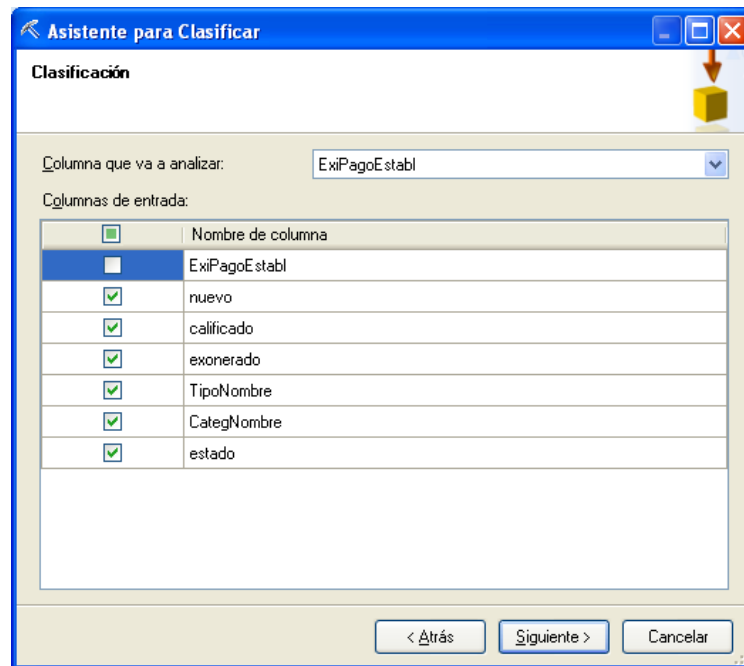 Asistente para Clasificar
Clasificación
Columna que va a analizar: ExiPagoEstabl
Columnas de entrada:
Nombre de columna
ExiPagoEstabl
nuevo
calificado
exonerado
TipoNombre
CategNombre
estado
< Atrás Siguiente > Cancelar